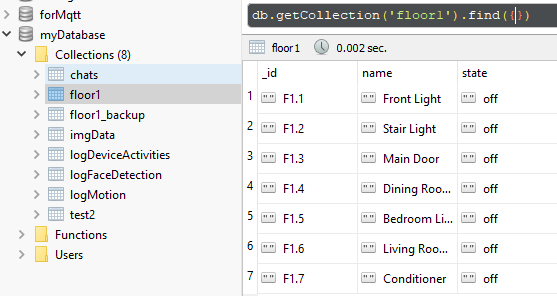 forMqtt
myDatabase
Collections (8)
chats
floor1
floor1_backup
imgData
logDeviceActivities
logFaceDetection
logMotion
test2
Functions
Users
db.getCollection('floor1').find({})
floor1 0.002 sec.
_id name state
1 "" F1.1 "" Front Light "" off
2 "" F1.2 "" Stair Light "" off
3 "" F1.3 "" Main Door "" off
4 "" F1.4 "" Dining Roo... "" off
5 "" F1.5 "" Bedroom Li... "" off
6 "" F1.6 "" Living Roo... "" off
7 "" F1.7 "" Conditioner "" off